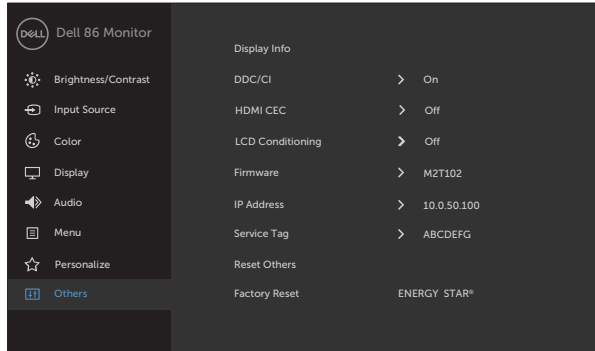 DELL Dell 86 Monitor
Brightness/Contrast
Input Source
Color
Display
Audio
Menu
Personalize
Others
Display Info
DDC/CI > On
HDMI CEC > Off
LCD Conditioning > Off
Firmware > M2T102
IP Address > 10.0.50.100
Service Tag > ABCDEFG
Reset Others
Factory Reset ENERGY STAR®